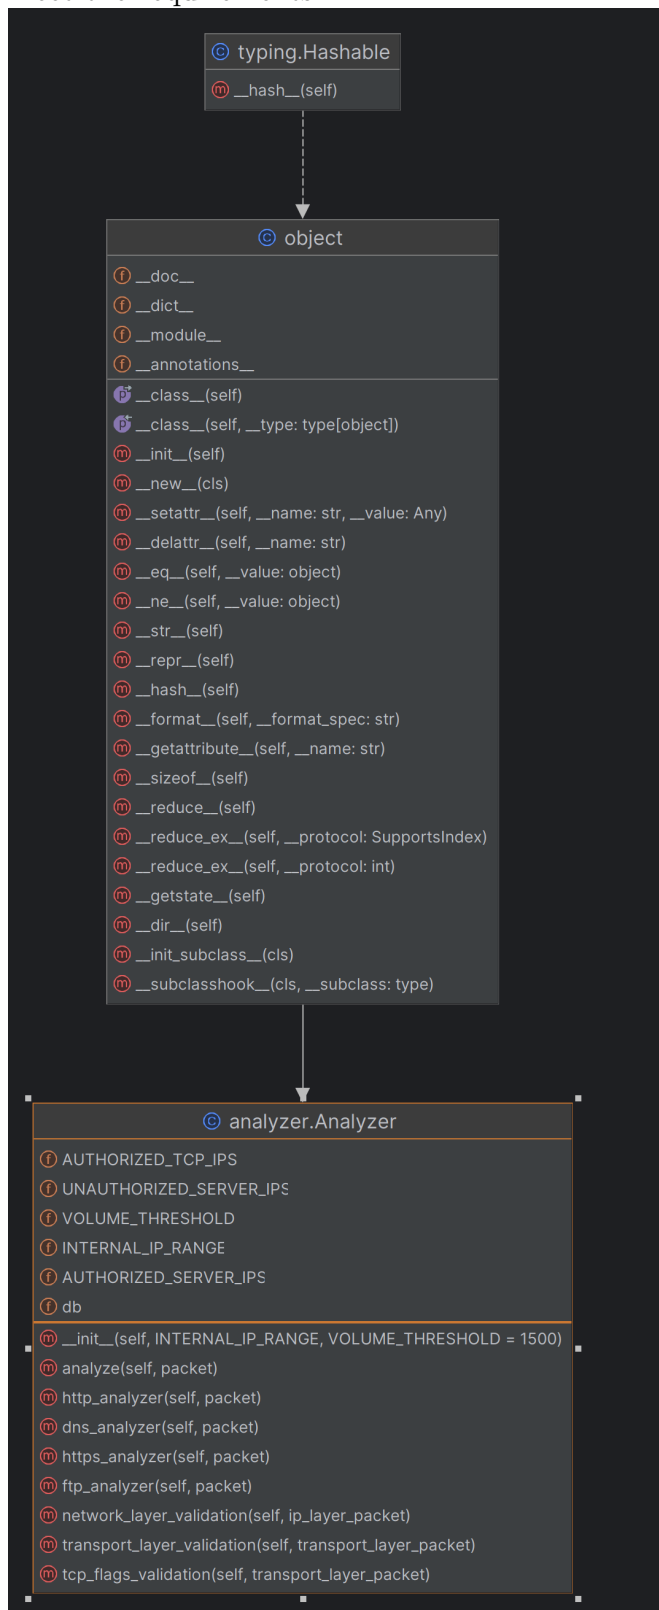 typing.Hashable
__hash__(self)
object
__doc__
__dict__
__module__
__annotations__
__class__(self)
__class__(self, __type: type[object])
__init__(self)
__new__(cls)
__setattr__(self, __name: str, __value: Any)
__delattr__(self, __name: str)
__eq__(self, __value: object)
__ne__(self, __value: object)
__str__(self)
__repr__(self)
__hash__(self)
__format__(self, __format_spec: str)
__getattribute__(self, __name: str)
__sizeof__(self)
__reduce__(self)
__reduce_ex__(self, __protocol: SupportsIndex)
__reduce_ex__(self, __protocol: int)
__getstate__(self)
__dir__(self)
__init_subclass__(cls)
__subclasshook__(cls, __subclass: type)
analyzer.Analyzer
AUTHORIZED_TCP_IPS
UNAUTHORIZED_SERVER_IPS
VOLUME_THRESHOLD
INTERNAL_IP_RANGE
AUTHORIZED_SERVER_IPS
db
__init__(self, INTERNAL_IP_RANGE, VOLUME_THRESHOLD = 1500)
analyze(self, packet)
http_analyzer(self, packet)
dns_analyzer(self, packet)
https_analyzer(self, packet)
ftp_analyzer(self, packet)
network_layer_validation(self, ip_layer_packet)
transport_layer_validation(self, transport_layer_packet)
tcp_flags_validation(self, transport_layer_packet)